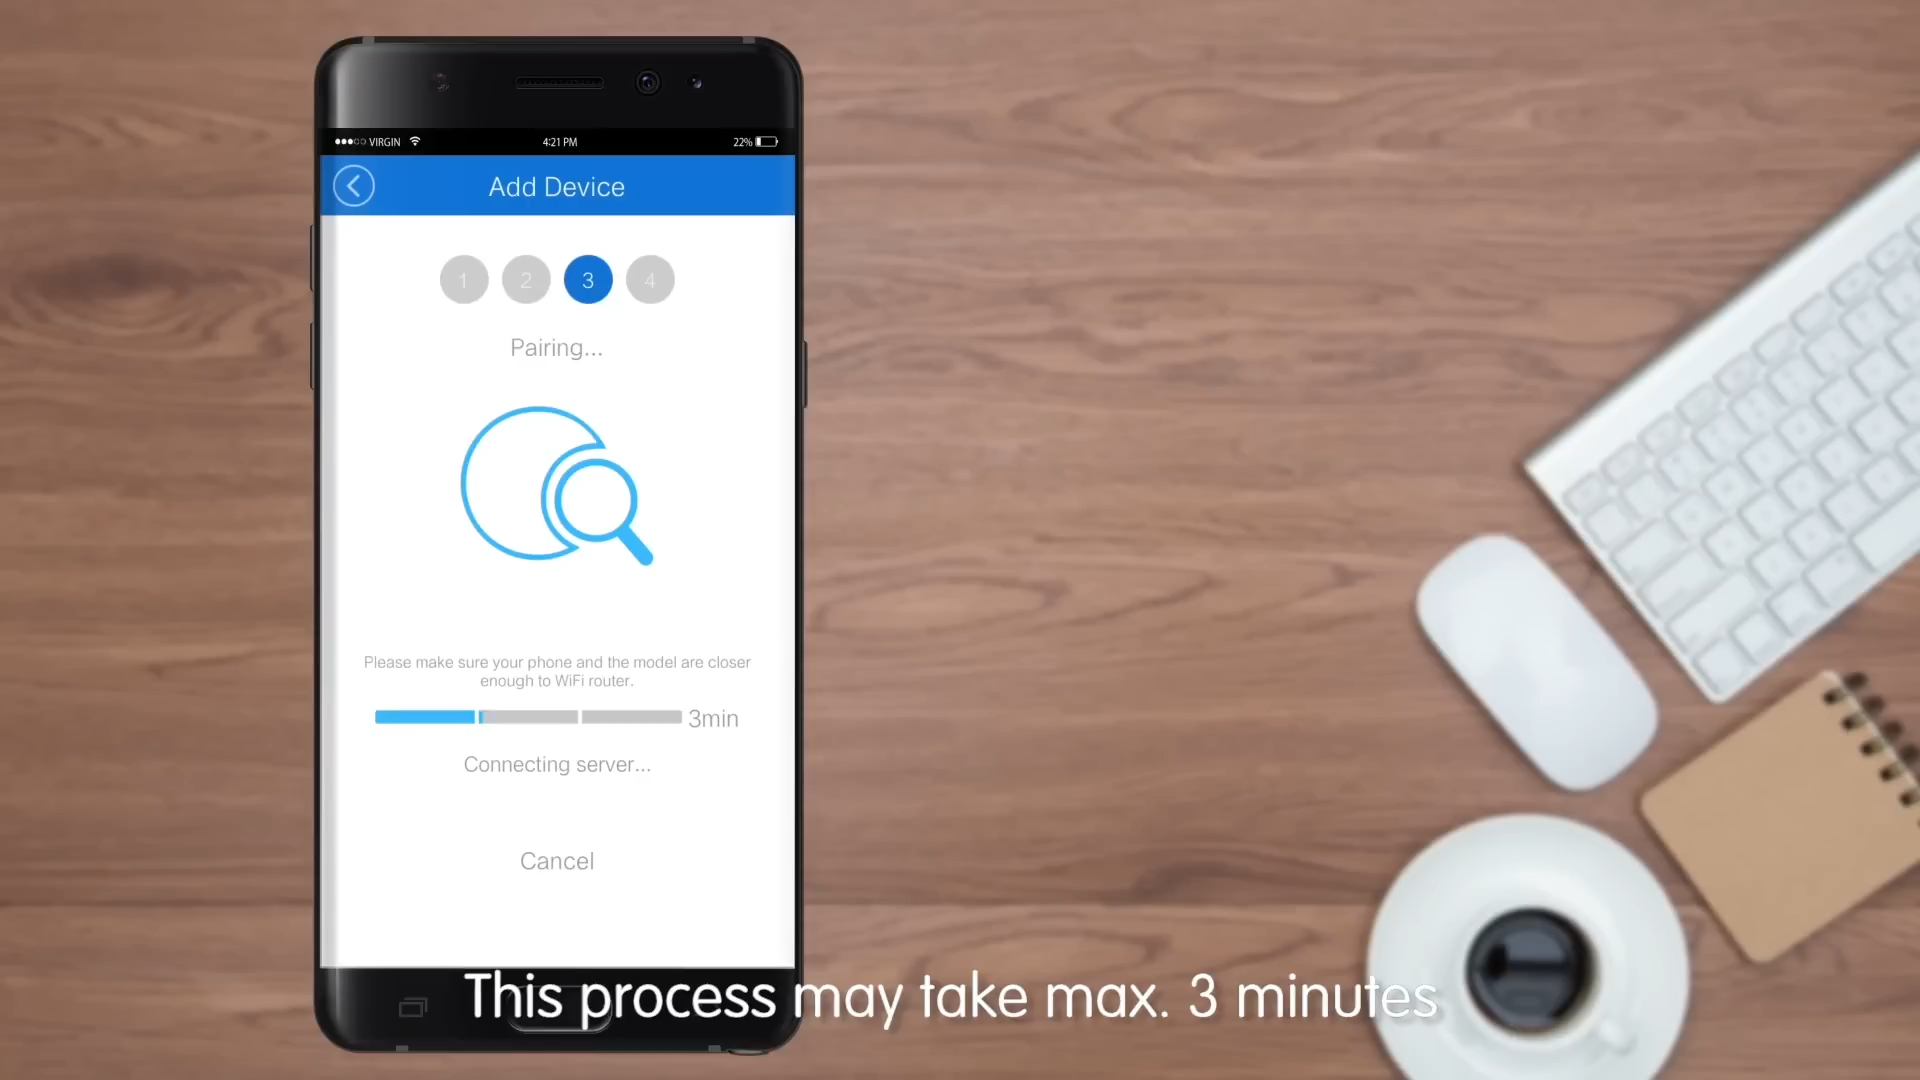 VIRGIN
4:21 PM
22%
Add Device
1 2 3 4
Pairing...
Please make sure your phone and the model are closer
enough to WiFi router.
3min
Connecting server...
Cancel
This process may take max. 3 minutes